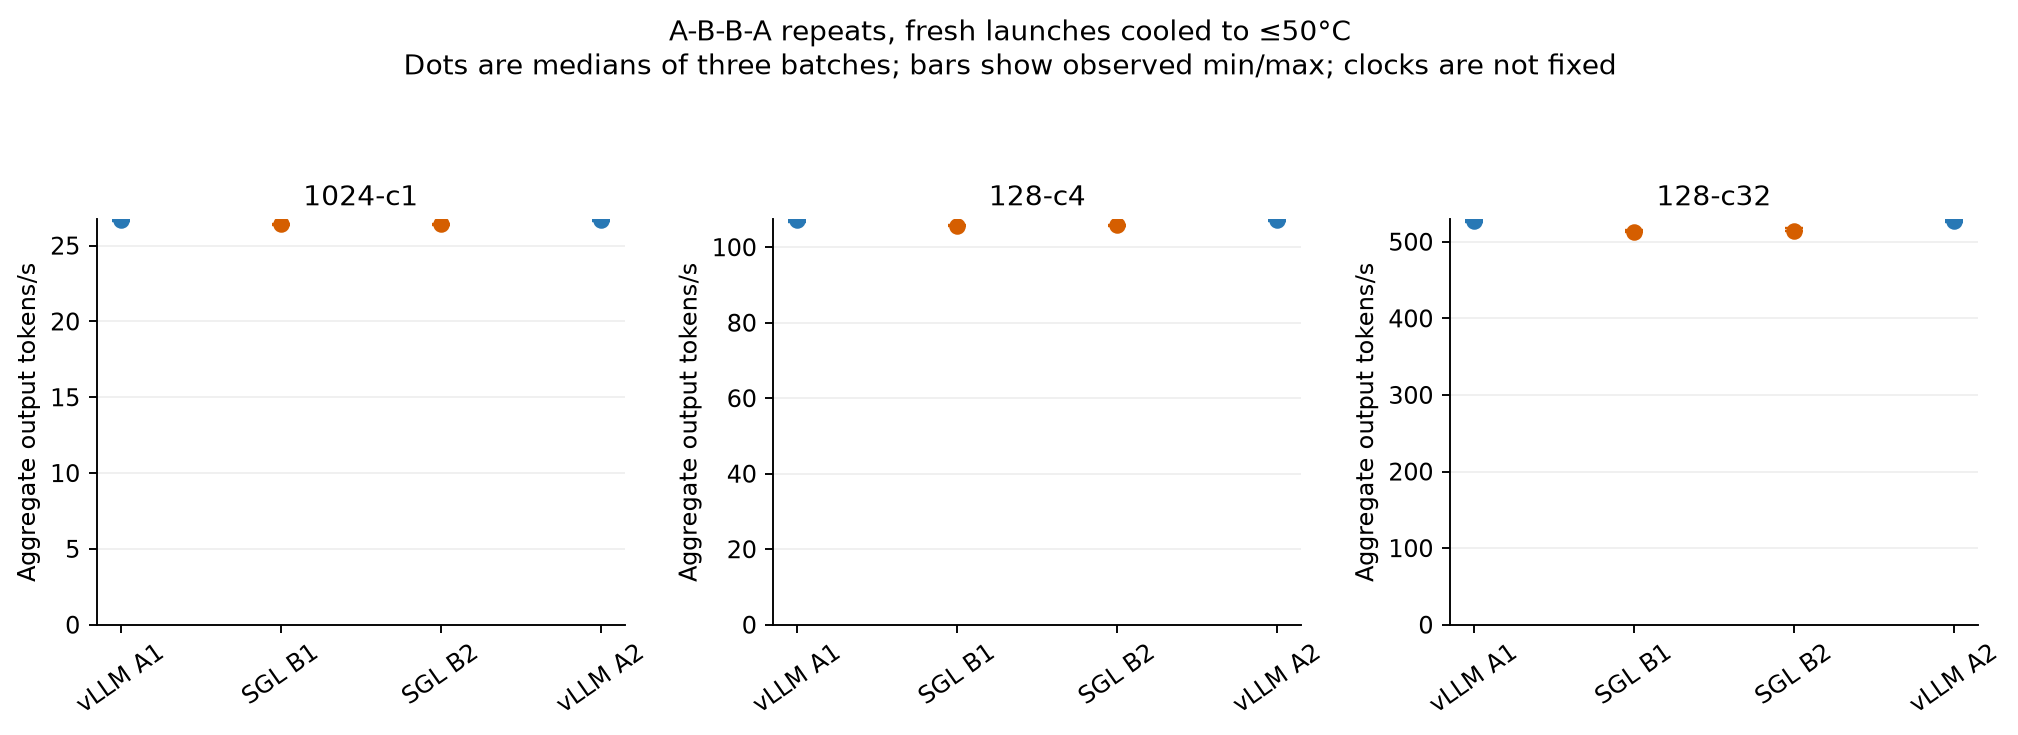 A-B-B-A repeats, fresh launches cooled to ≤50°C
Dots are medians of three batches; bars show observed min/max; clocks are not fixed
1024-c1
Aggregate output tokens/s
25
20
15
10
5
0
vLLM A1
SGL B1
SGL B2
vLLM A2
128-c4
Aggregate output tokens/s
100
80
60
40
20
0
vLLM A1
SGL B1
SGL B2
vLLM A2
128-c32
Aggregate output tokens/s
500
400
300
200
100
0
vLLM A1
SGL B1
SGL B2
vLLM A2